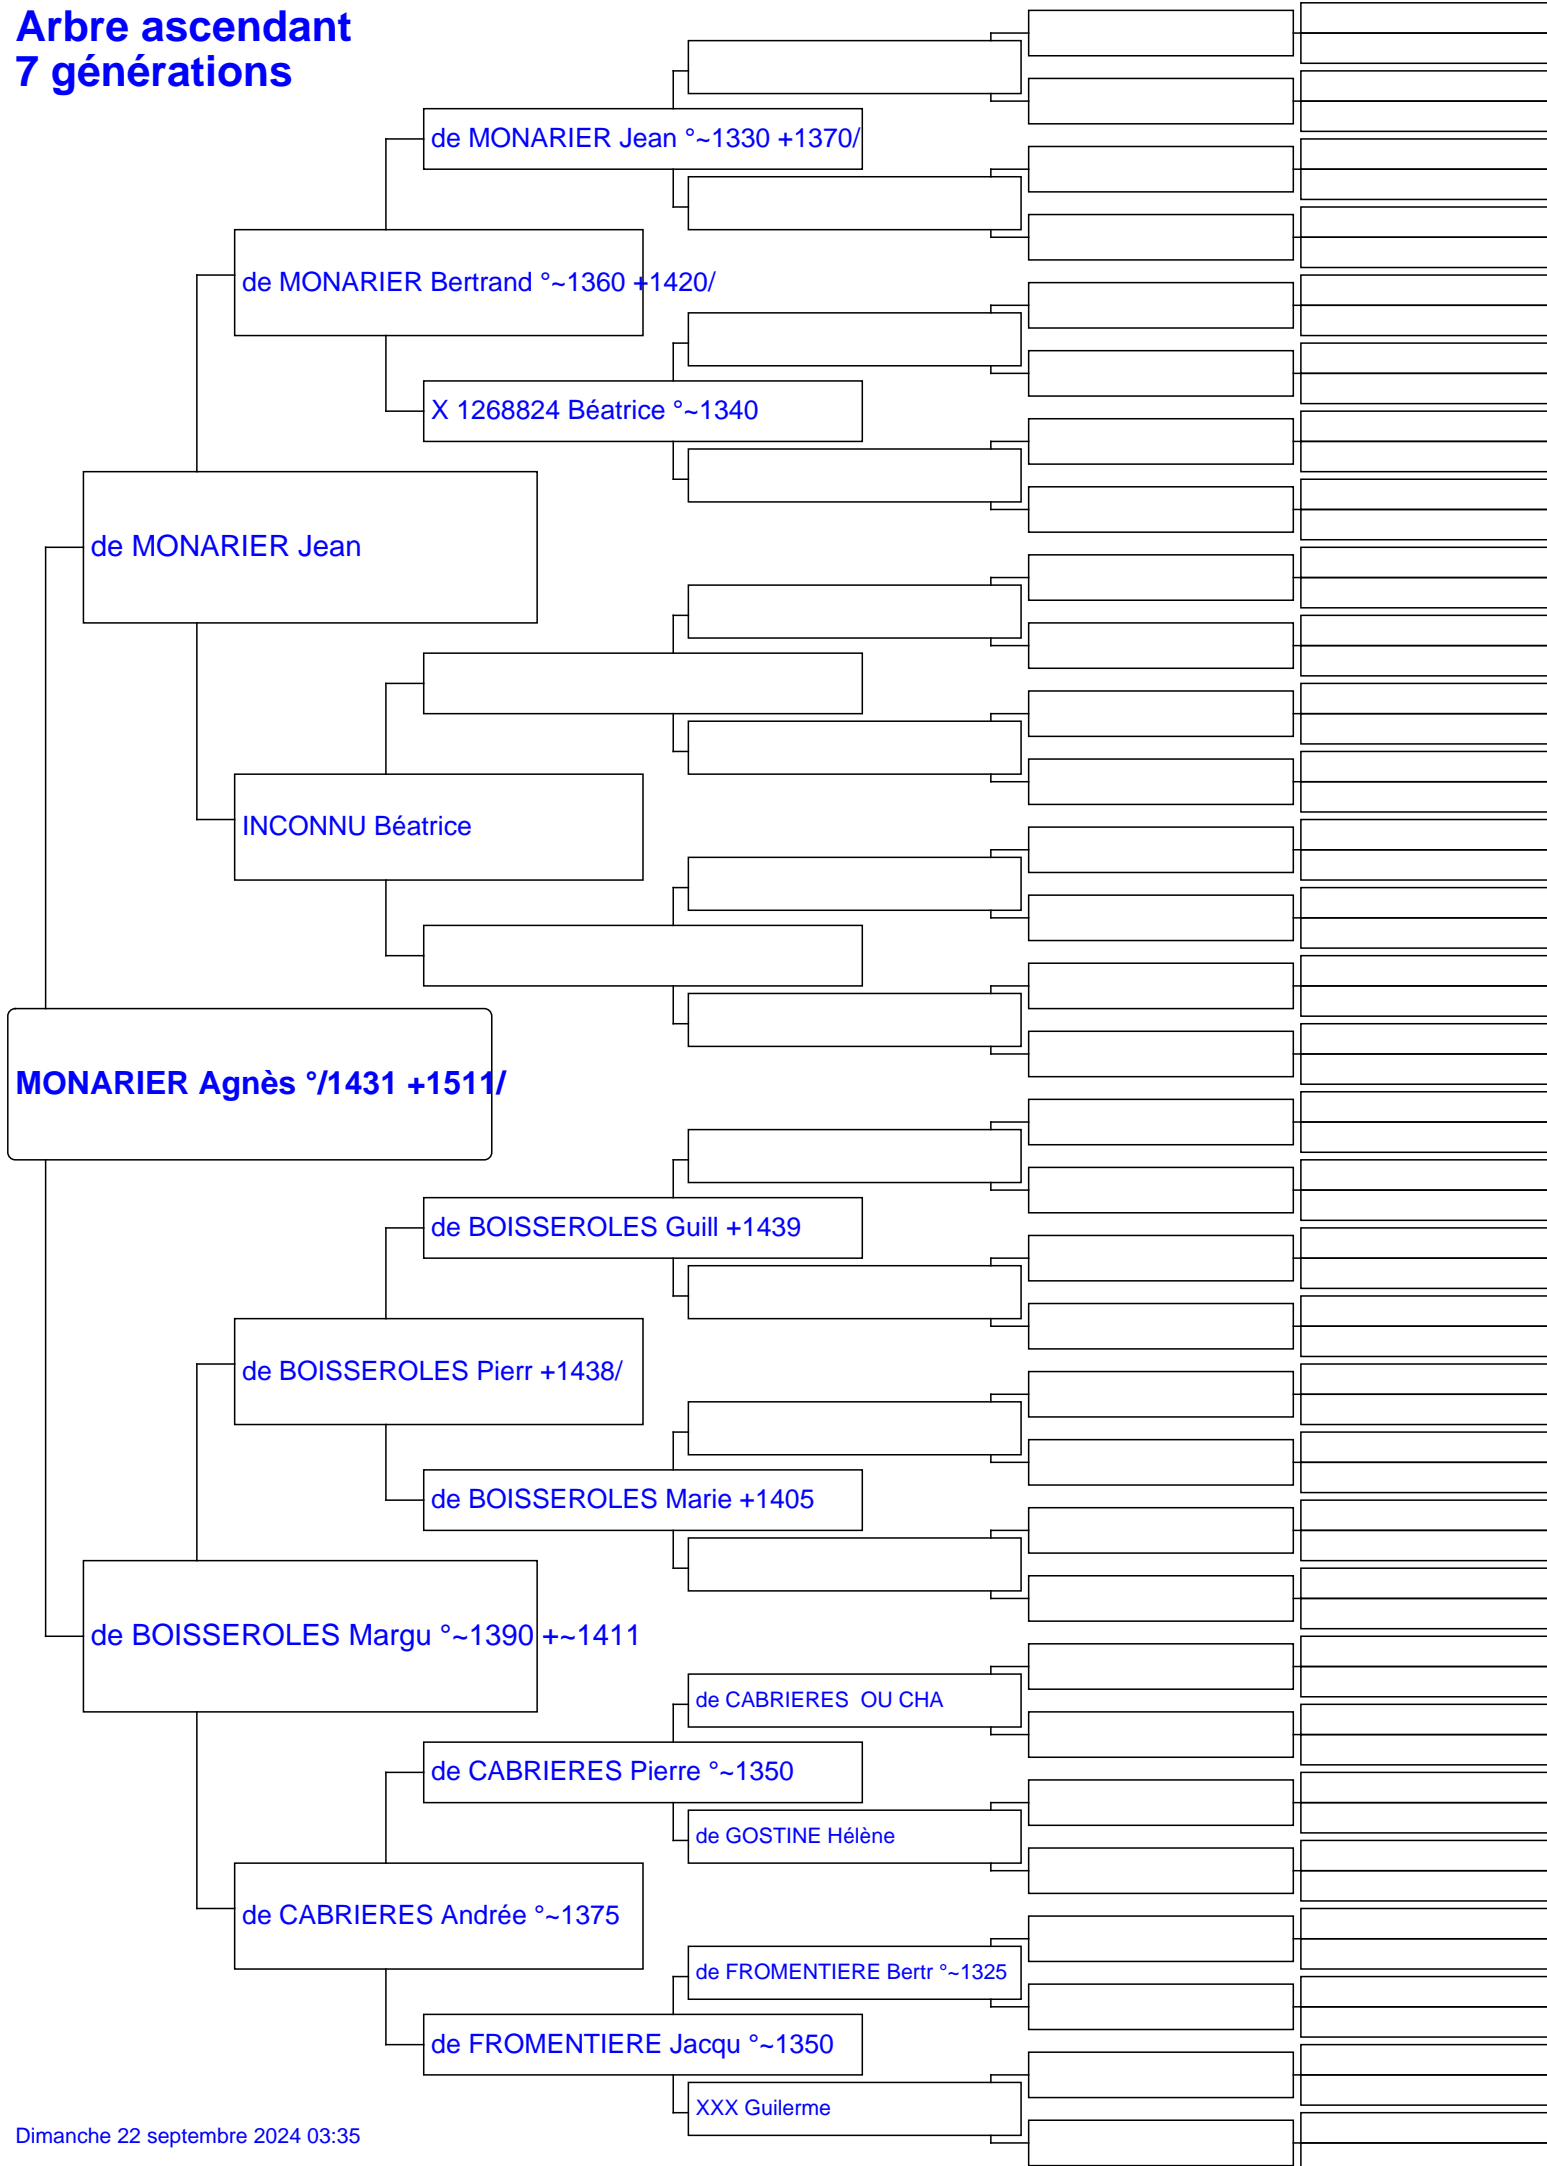 Arbre ascendant
7 générations
de MONARIER Jean °~1330 +1370/
de MONARIER Bertrand °~1360 +1420/
X 1268824 Béatrice °~1340
de MONARIER Jean
INCONNU Béatrice
MONARIER Agnès °/1431 +1511/
de BOISSEROLES Guill +1439
de BOISSEROLES Pierr +1438/
de BOISSEROLES Marie +1405
de BOISSEROLES Margu °~1390 +~1411
de CABRIERES  OU CHA
de CABRIERES Pierre °~1350
de GOSTINE Hélène
de CABRIERES Andrée °~1375
de FROMENTIERE Bertr °~1325
de FROMENTIERE Jacqu °~1350
XXX Guilerme
Dimanche 22 septembre 2024 03:35